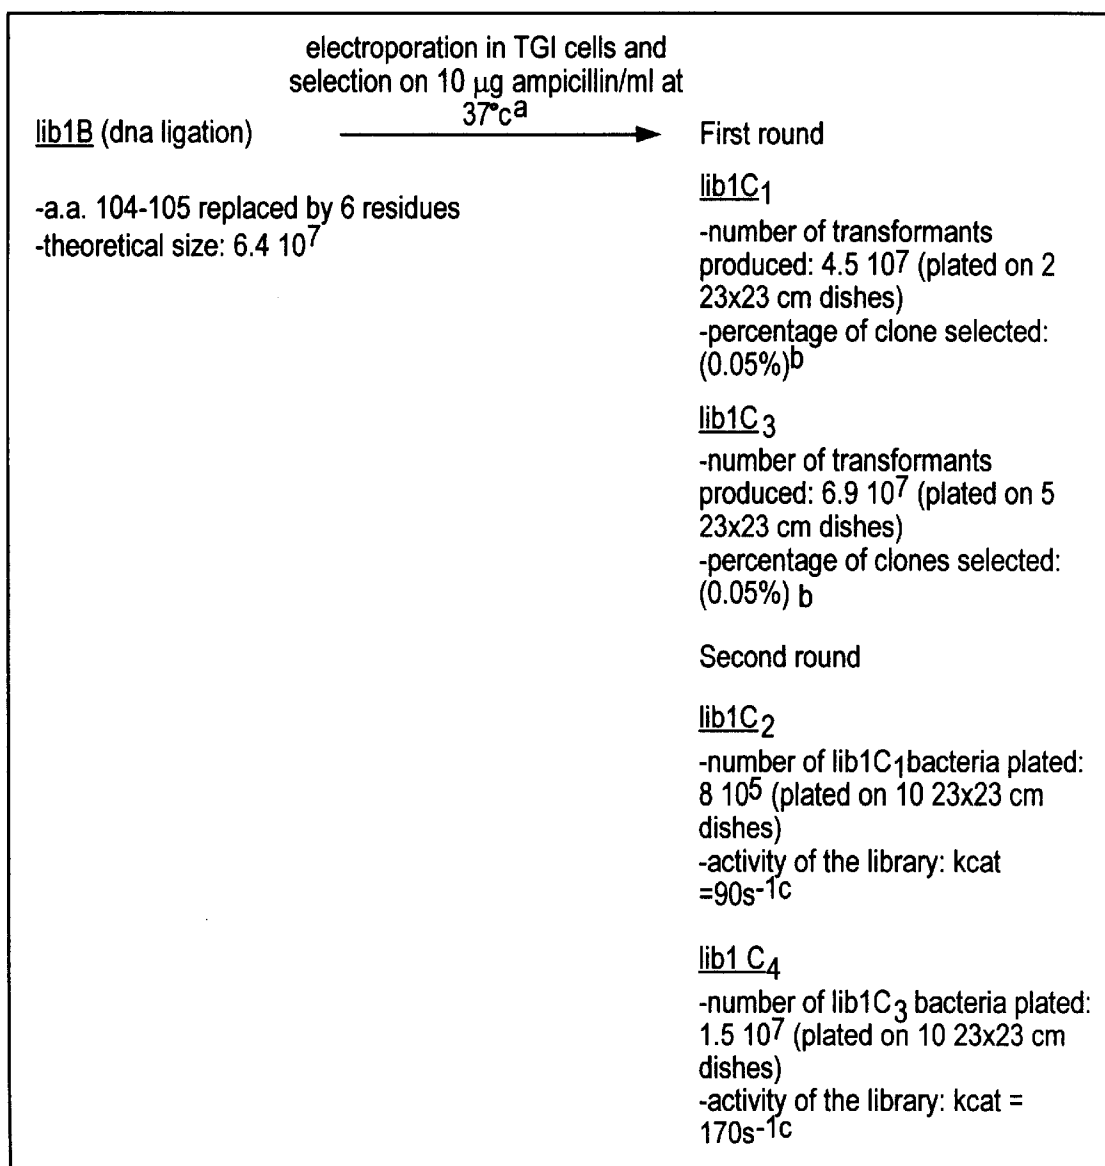 electroporation in TGI cells and
selection on 10 µg ampicillin/ml at
37°ca
lib1B (dna ligation)
First round
-a.a. 104-105 replaced by 6 residues
-theoretical size: 6.4 10^7
lib1C1
-number of transformants
produced: 4.5 10^7 (plated on 2
23x23 cm dishes)
-percentage of clone selected:
(0.05%)b
lib1C3
-number of transformants
produced: 6.9 10^7 (plated on 5
23x23 cm dishes)
-percentage of clones selected:
(0.05%) b
Second round
lib1C2
-number of lib1C1bacteria plated:
8 10^5 (plated on 10 23x23 cm
dishes)
-activity of the library: kcat
=90s^-1c
lib1 C4
-number of lib1C3 bacteria plated:
1.5 10^7 (plated on 10 23x23 cm
dishes)
-activity of the library: kcat =
170s^-1c